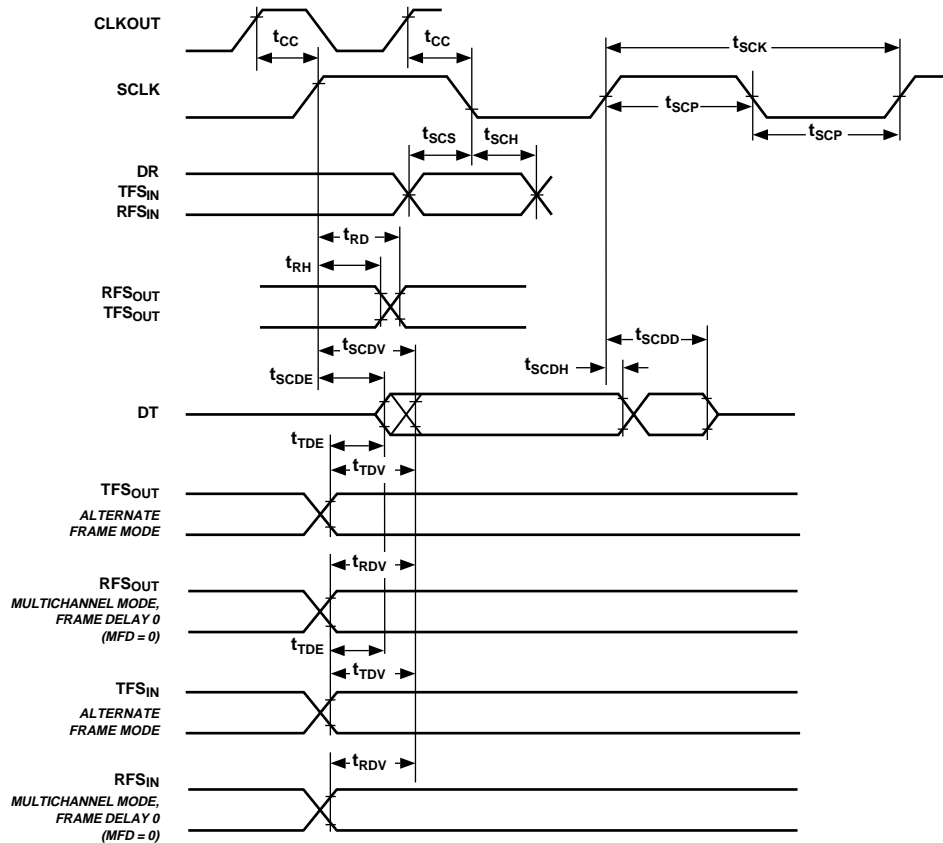 CLKOUT
tCC
tCC
tSCK
SCLK
tSCP
tSCP
tSCS
tSCH
DR
TFSIN
RFSIN
tRD
tRH
RFSOUT
TFSOUT
tSCDV
tSCDD
tSCDE
tSCDH
DT
tTDE
tTDV
TFSOUT
ALTERNATE
FRAME MODE
tRDV
RFSOUT
MULTICHANNEL MODE,
FRAME DELAY 0
(MFD = 0)
tTDE
tTDV
TFSIN
ALTERNATE
FRAME MODE
tRDV
RFSIN
MULTICHANNEL MODE,
FRAME DELAY 0
(MFD = 0)